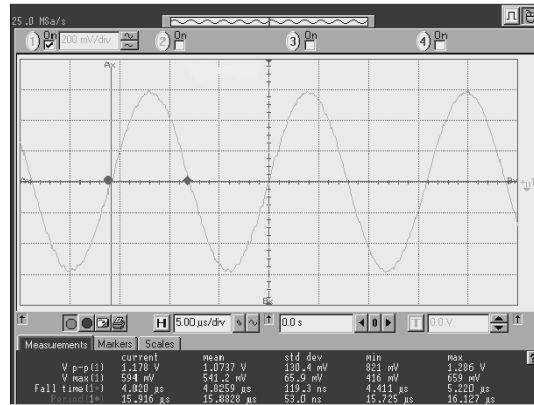 25.0 MSa/s
1 On 200 mV/div 2 On 3 On 4 On
Ax
H 5.00 µs/div 0.0 s 0 T 0.0 V
Measurements Markers Scales
current mean std dev min max
V p-p(1) 1.178 V 1.0737 V 130.4 mV 821 mV 1.286 V
V max(1) 594 mV 541.2 mV 65.9 mV 416 mV 659 mV
Fall time(1) 4.820 µs 4.8259 µs 119.3 ns 4.411 µs 5.220 µs
Period(1) 15.916 µs 15.8828 µs 53.0 ns 15.725 µs 16.127 µs